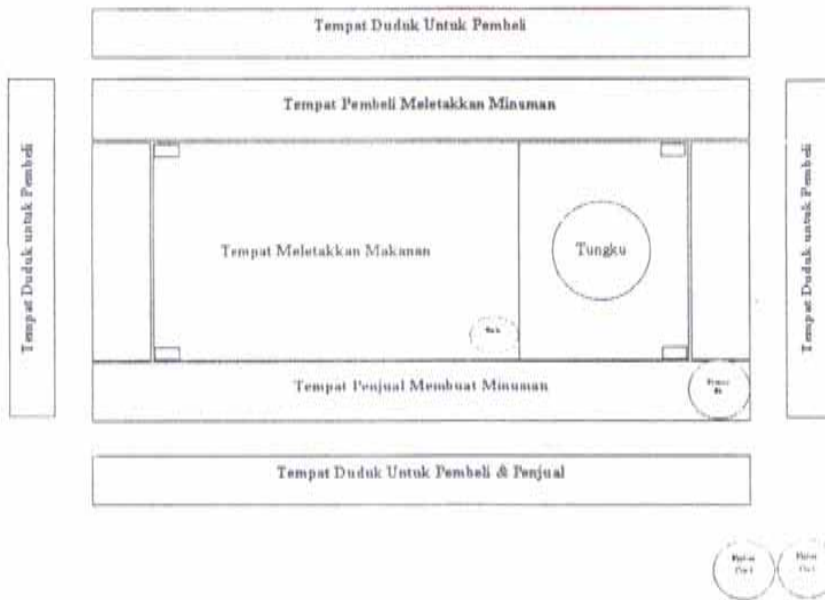 Tempat Duduk Untuk Pembeli
Tempat Pembeli Meletakkan Minuman
Tempat Duduk untuk Pembeli
Tempat Meletakkan Makanan
Tungku
Tempat Duduk untuk Pembeli
Tempat Penjual Membuat Minuman
Tempat Duduk Untuk Pembeli & Penjual